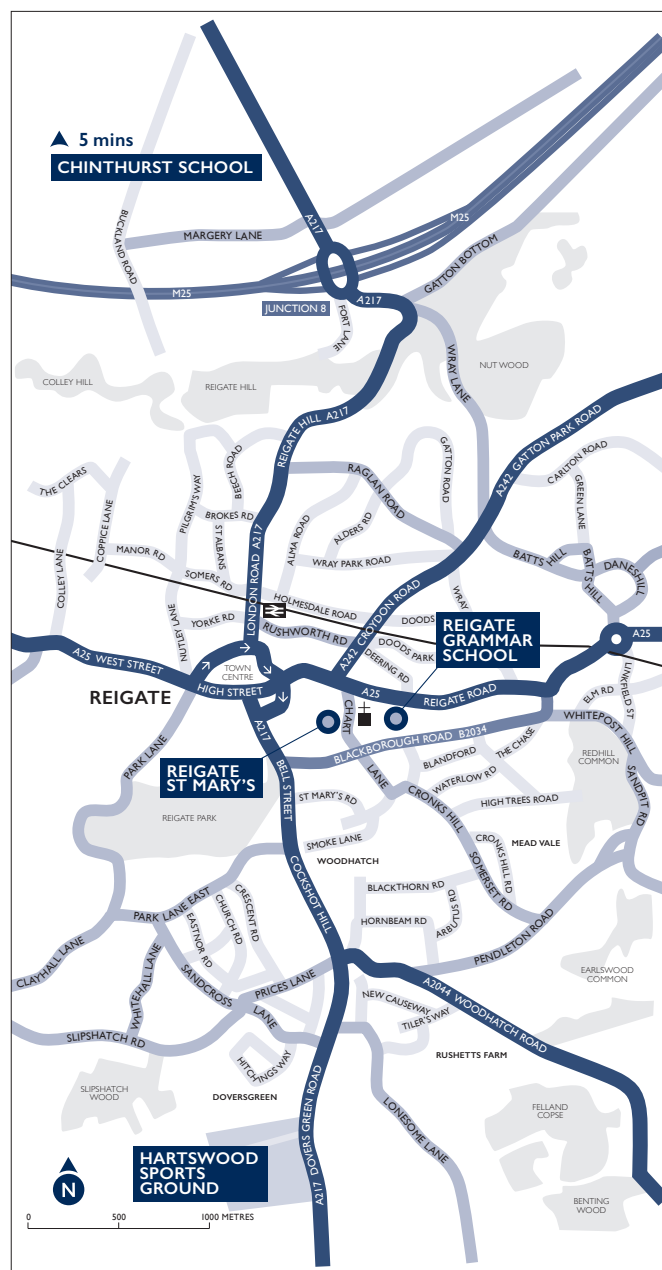 5 mins
CHINTHURST SCHOOL
A217
BUCKLAND ROAD
MARGERY LANE
A217
M25
M25
JUNCTION 8
A217
GATTON BOTTOM
FORT LANE
WRAY LANE
NUT WOOD
COLLEY HILL
REIGATE HILL
REIGATE HILL A217
A242 GATTON PARK ROAD
THE CLEARS
COPPICE LANE
PILGRIM'S WAY
BEECH ROAD
BROKES RD
ST ALBANS
RAGLAN ROAD
GATTON ROAD
CARLTON ROAD
GREEN LANE
ALMA ROAD
ALDERS RD
LONDON ROAD A217
MANOR RD
WRAY PARK ROAD
BATTS HILL
BATTS HILL
DANESHILL
COLLEY LANE
SOMERS RD
HOLMESDALE ROAD
A242 CROYDON ROAD
DOODS
WRAY
NUTLEY LANE
YORKE RD
RUSHWORTH RD
DOODS PARK
DEERING RD
REIGATE
GRAMMAR
SCHOOL
A25
A25 WEST STREET
TOWN
CENTRE
HIGH STREET
REIGATE
A25
REIGATE ROAD
ELM RD
LINKFIELD ST
WHITEPOST HILL
A217
BELL STREET
CHART
LANE
BLACKBOROUGH ROAD B2034
REDHILL
COMMON
PARK LANE
REIGATE
ST MARY'S
BLANDFORD
THE CHASE
WATERLOW RD
SANDPIT RD
ST MARY'S RD
CRONKS HILL
HIGH TREES ROAD
REIGATE PARK
SMOKE LANE
WOODHATCH
MEAD VALE
CRONKS HILL RD
SOMERSET RD
COCKSHOT HILL
BLACKTHORN RD
ARBUTUS RD
HORNBEAM RD
PARK LANE EAST
CRESCENT RD
CHURCH RD
EASTNOR RD
PENDLETON ROAD
EARLSWOOD
COMMON
CLAYHALL LANE
WHITEHALL LANE
SANDCROSS
LANE
PRICES LANE
A2044 WOODHATCH ROAD
NEW CAUSEWAY
TILER'S WAY
SLIPSHATCH RD
HITCH-
INGS WAY
RUSHETTS FARM
SLIPSHATCH
WOOD
DOVERSGREEN
LONESOME LANE
FELLAND
COPSE
A217 DOVERS GREEN ROAD
HARTSWOOD
SPORTS
GROUND
BENTING
WOOD
N
0 500 1000 METRES